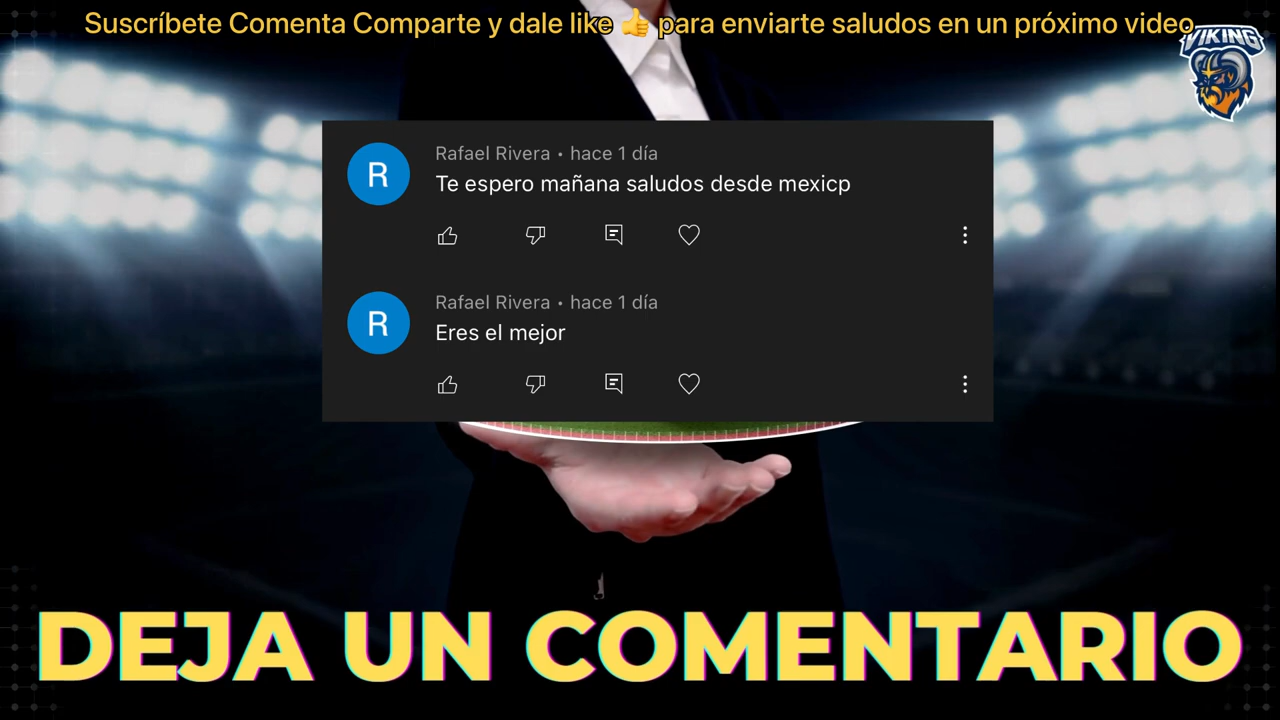 Suscríbete Comenta Comparte y dale like 👍 para enviarte saludos en un próximo video
VIKING
R
Rafael Rivera • hace 1 día
Te espero mañana saludos desde mexicp
R
Rafael Rivera • hace 1 día
Eres el mejor
DEJA UN COMENTARIO